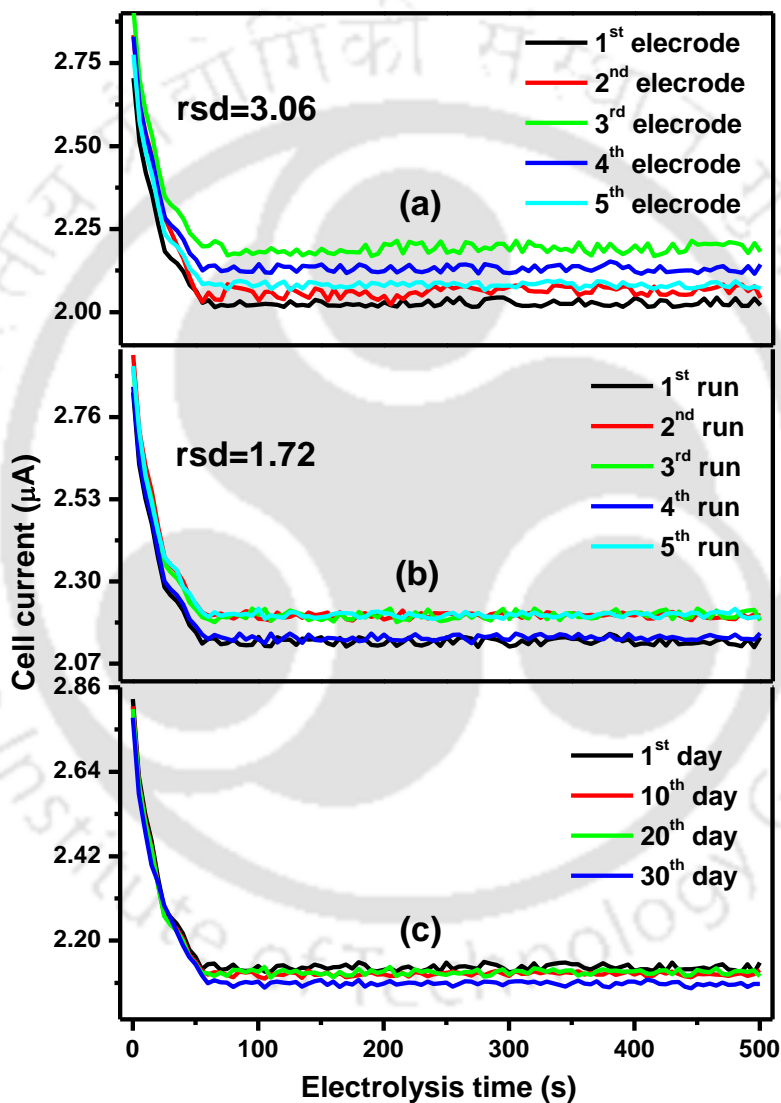 2.75
2.50
2.25
2.00
rsd=3.06
1st elecrode
2nd elecrode
3rd elecrode
4th elecrode
5th elecrode
(a)
2.76
2.53
2.30
2.07
rsd=1.72
1st run
2nd run
3rd run
4th run
5th run
(b)
Cell current (μA)
2.86
2.64
2.42
2.20
1st day
10th day
20th day
30th day
(c)
0 100 200 300 400 500
Electrolysis time (s)
Institute of Technology